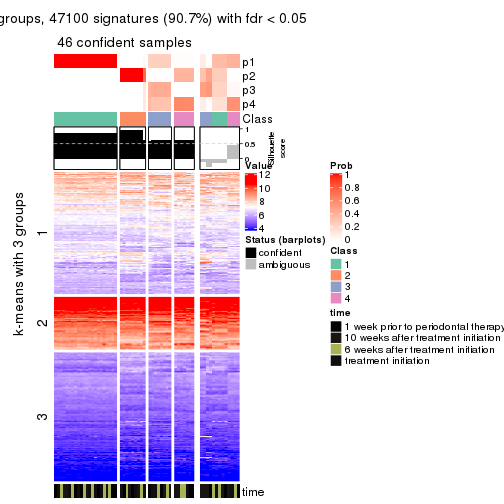 groups, 47100 signatures (90.7%) with fdr < 0.05
46 confident samples
p1
p2
p3
p4
Class
1
0.5
0
Silhouette
score
k-means with 3 groups
1
2
3
time
Value
12
10
8
6
4
Status (barplots)
confident
ambiguous
Prob
1
0.8
0.6
0.4
0.2
0
Class
1
2
3
4
time
1 week prior to periodontal therapy
10 weeks after treatment initiation
6 weeks after treatment initiation
treatment initiation